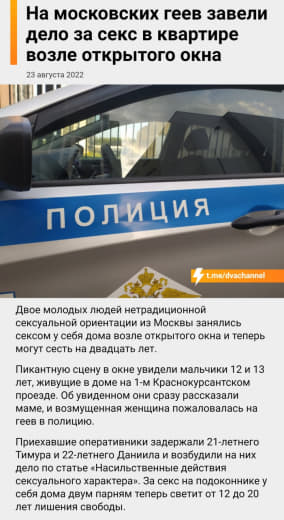 На московских геев завели
дело за секс в квартире
возле открытого окна
23 августа 2022
ПОЛИЦИЯ
t.me/dvachannel
Двое молодых людей нетрадиционной
сексуальной ориентации из Москвы занялись
сексом у себя дома возле открытого окна и теперь
могут сесть на двадцать лет.
Пикантную сцену в окне увидели мальчики 12 и 13
лет, живущие в доме на 1-м Краснокурсантском
проезде. Об увиденном они сразу рассказали
маме, и возмущенная женщина пожаловалась на
геев в полицию.
Приехавшие оперативники задержали 21-летнего
Тимура и 22-летнего Даниила и возбудили на них
дело по статье «Насильственные действия
сексуального характера». За секс на подоконнике у
себя дома двум парням теперь светит от 12 до 20
лет лишения свободы.